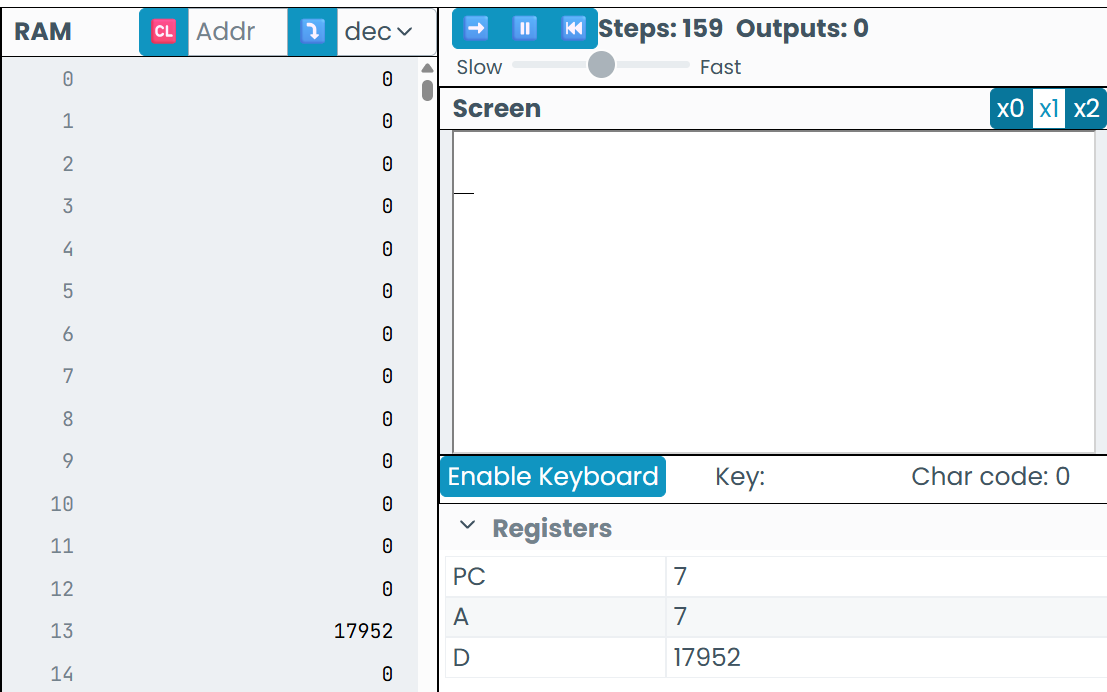 RAM CL Addr dec
0 0
1 0
2 0
3 0
4 0
5 0
6 0
7 0
8 0
9 0
10 0
11 0
12 0
13 17952
14 0
Steps: 159 Outputs: 0
Slow Fast
Screen x0 x1 x2
Enable Keyboard Key: Char code: 0
Registers
PC 7
A 7
D 17952